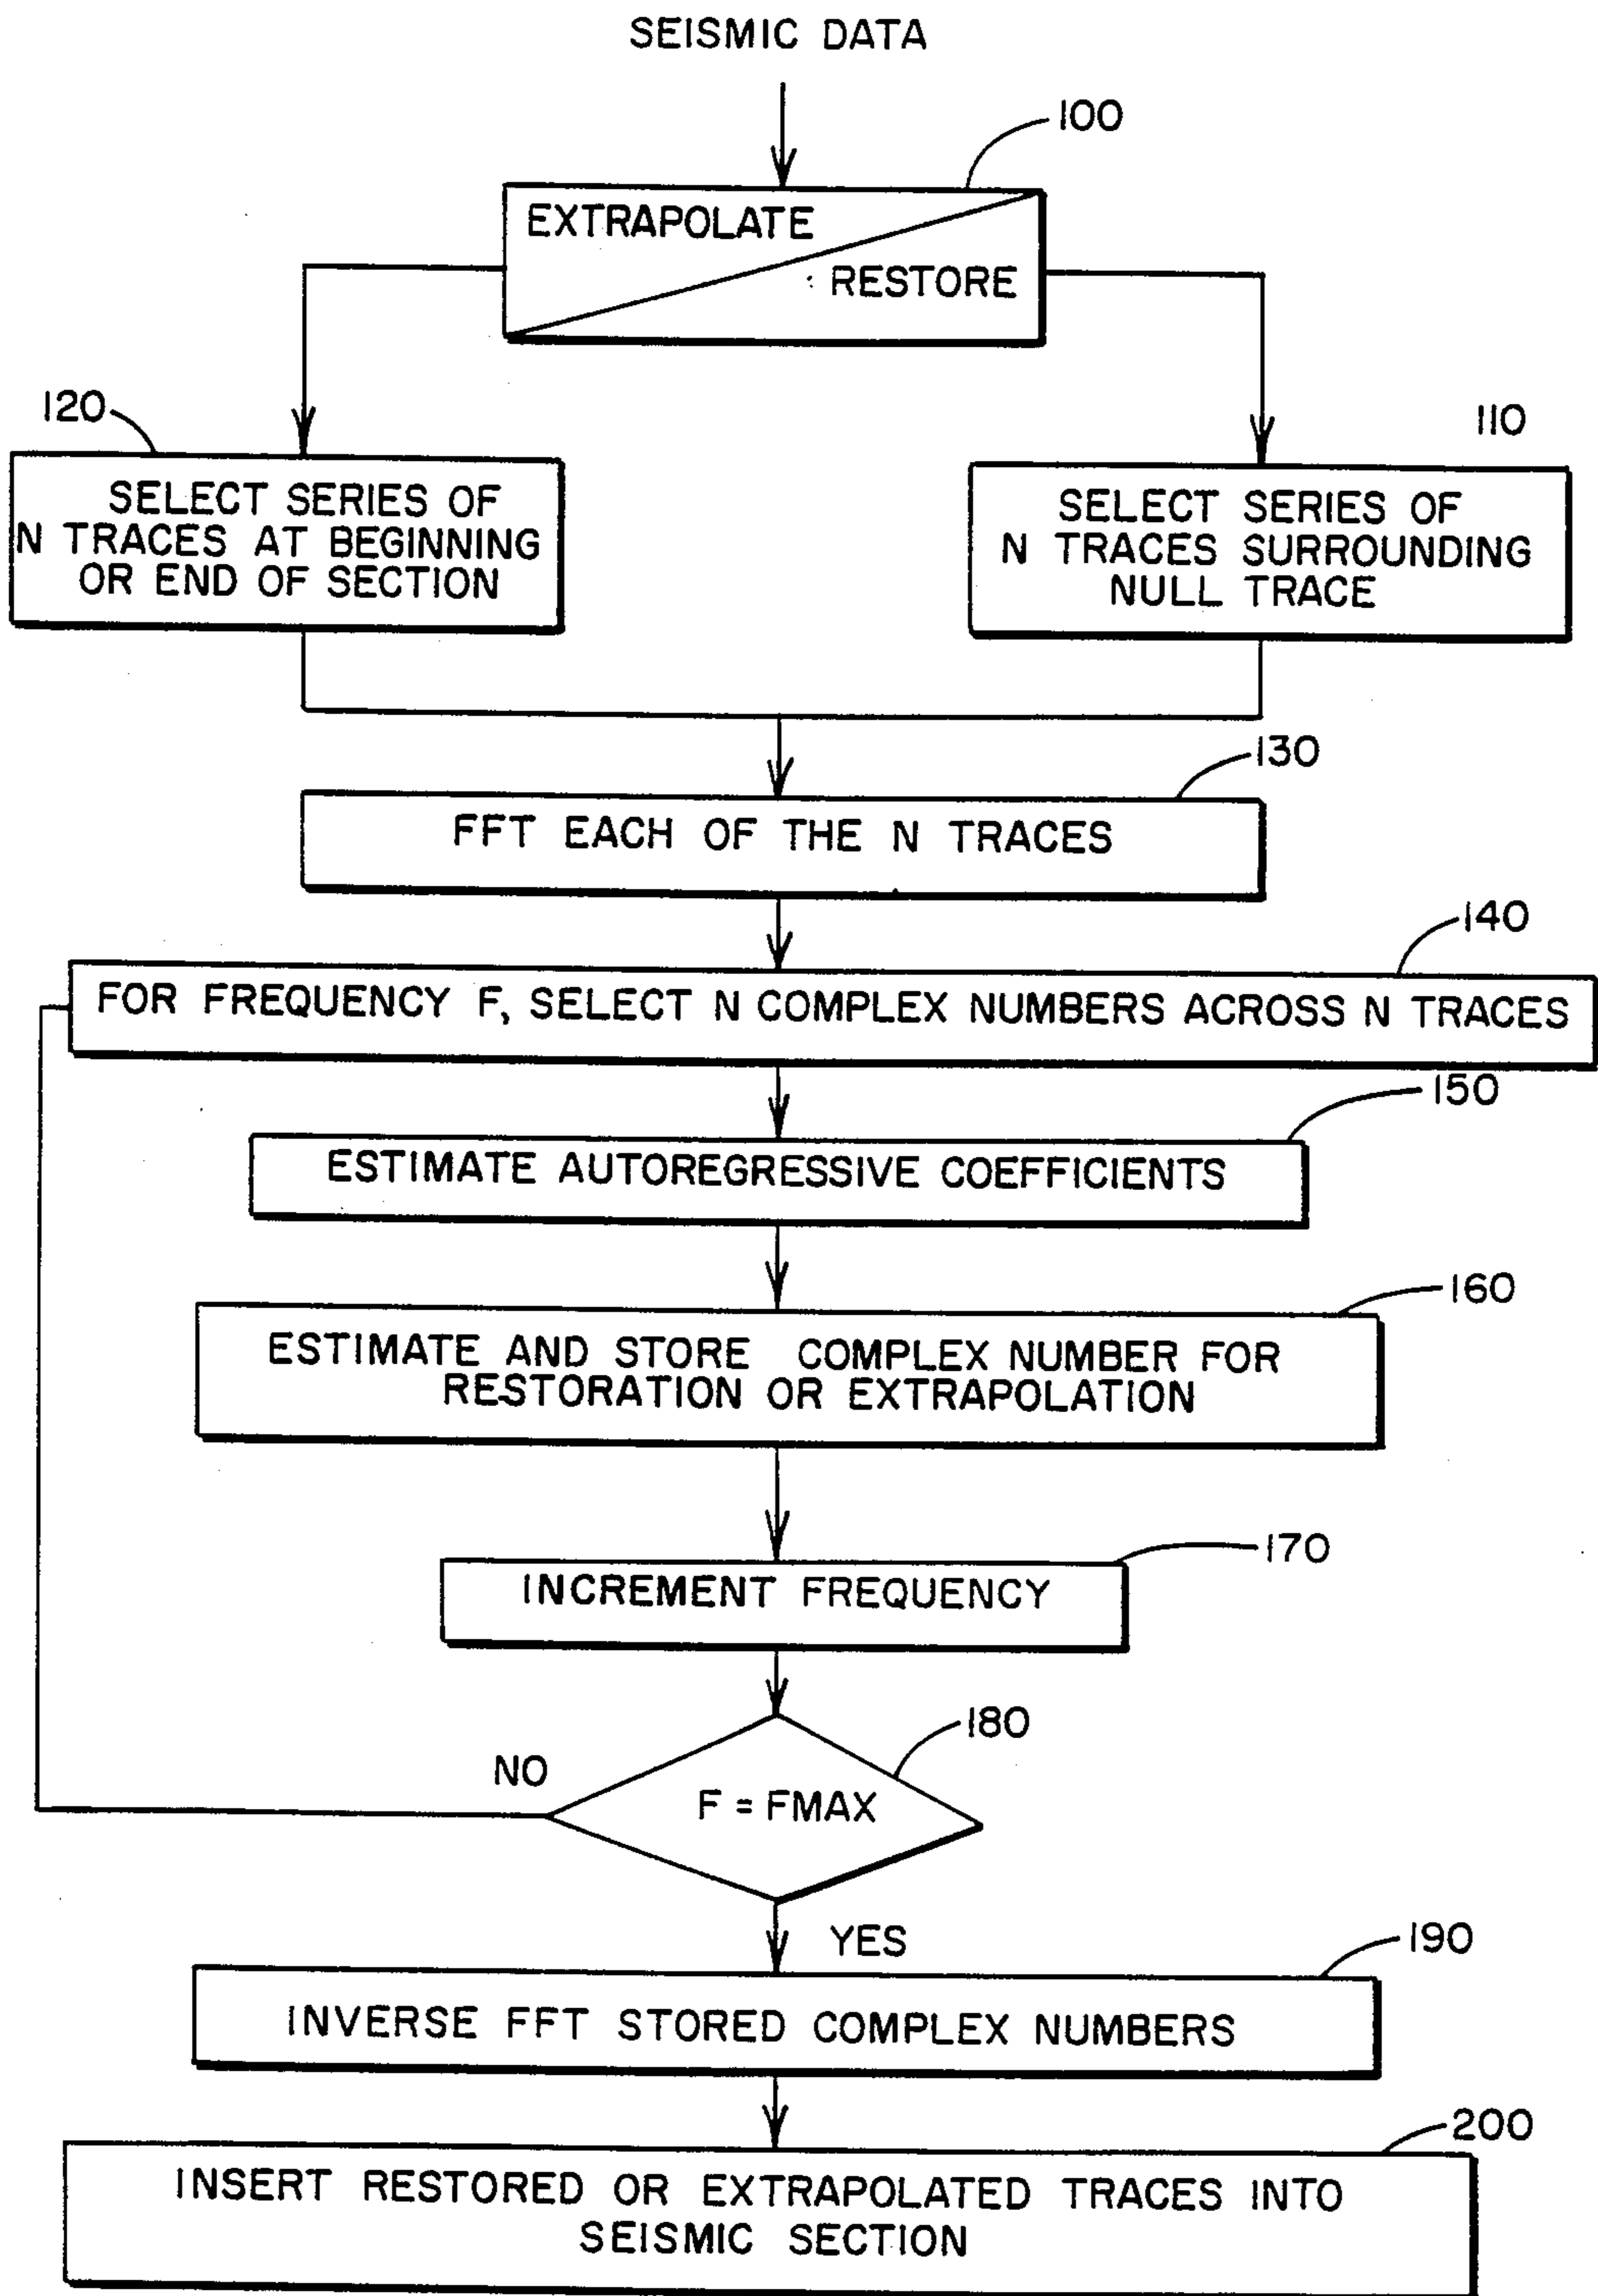 SEISMIC DATA
100
EXTRAPOLATE
RESTORE
120
110
SELECT SERIES OF
N TRACES AT BEGINNING
OR END OF SECTION
SELECT SERIES OF
N TRACES SURROUNDING
NULL TRACE
130
FFT EACH OF THE N TRACES
140
FOR FREQUENCY F, SELECT N COMPLEX NUMBERS ACROSS N TRACES
150
ESTIMATE AUTOREGRESSIVE COEFFICIENTS
160
ESTIMATE AND STORE COMPLEX NUMBER FOR
RESTORATION OR EXTRAPOLATION
170
INCREMENT FREQUENCY
180
NO
F = FMAX
YES
190
INVERSE FFT STORED COMPLEX NUMBERS
200
INSERT RESTORED OR EXTRAPOLATED TRACES INTO
SEISMIC SECTION